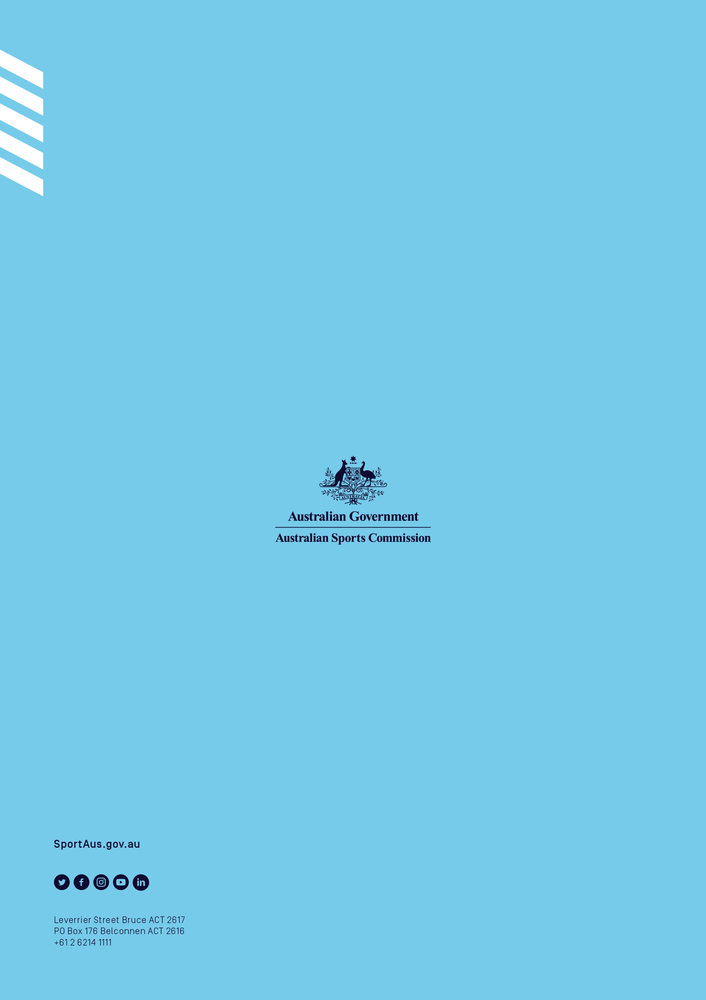 AUSTRALIA
Australian Government
Australian Sports Commission
SportAus.gov.au
Leverrier Street Bruce ACT 2617
PO Box 176 Belconnen ACT 2616
+61 2 6214 1111